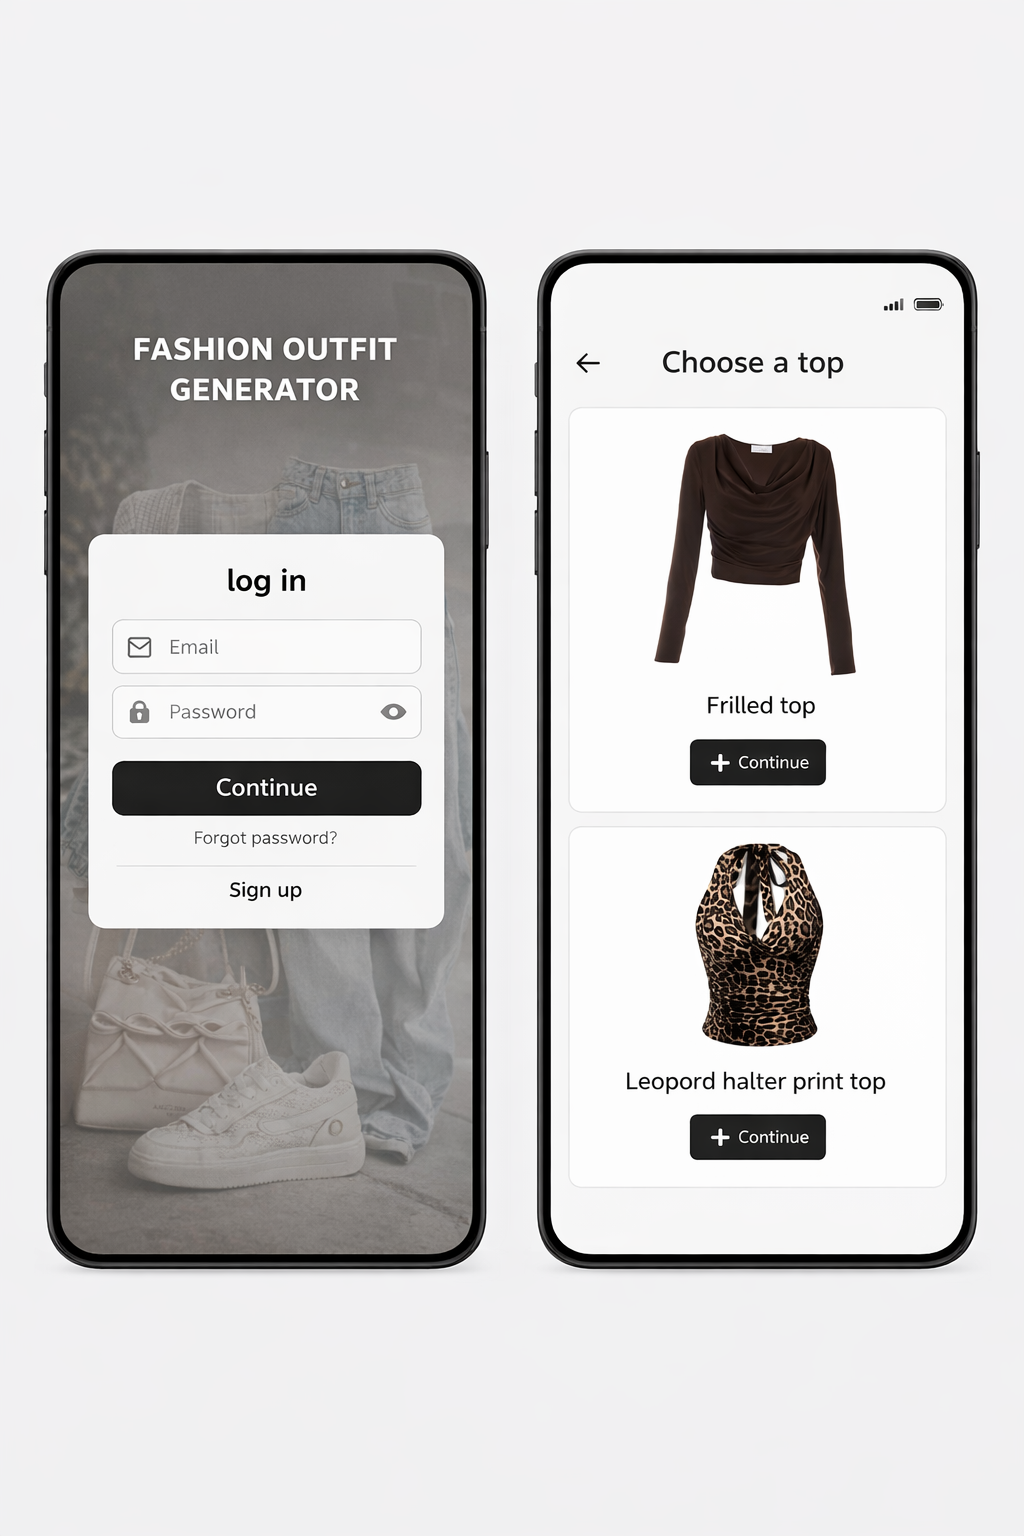 FASHION OUTFIT
GENERATOR
log in
Email
Password
Continue
Forgot password?
Sign up
Choose a top
Frilled top
Continue
Leopord halter print top
Continue